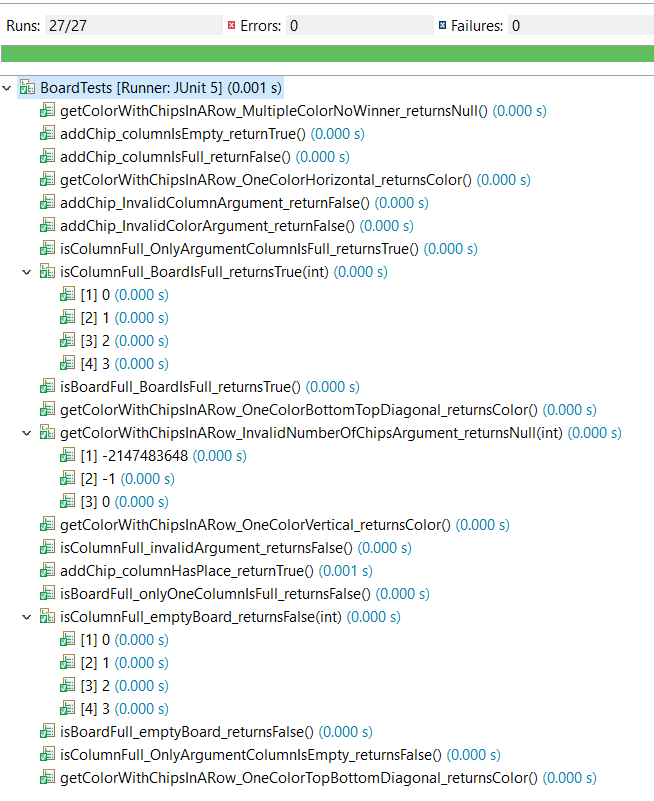 Runs: 27/27 Errors: 0 Failures: 0
BoardTests [Runner: JUnit 5] (0.001 s)
getColorWithChipsInARow_MultipleColorNoWinner_returnsNull() (0.000 s)
addChip_columnIsEmpty_returnTrue() (0.000 s)
addChip_columnIsFull_returnFalse() (0.000 s)
getColorWithChipsInARow_OneColorHorizontal_returnsColor() (0.000 s)
addChip_InvalidColumnArgument_returnFalse() (0.000 s)
addChip_InvalidColorArgument_returnFalse() (0.000 s)
isColumnFull_OnlyArgumentColumnIsFull_returnsTrue() (0.000 s)
isColumnFull_BoardIsFull_returnsTrue(int) (0.000 s)
[1] 0 (0.000 s)
[2] 1 (0.000 s)
[3] 2 (0.000 s)
[4] 3 (0.000 s)
isBoardFull_BoardIsFull_returnsTrue() (0.000 s)
getColorWithChipsInARow_OneColorBottomTopDiagonal_returnsColor() (0.000 s)
getColorWithChipsInARow_InvalidNumberOfChipsArgument_returnsNull(int) (0.000 s)
[1] -2147483648 (0.000 s)
[2] -1 (0.000 s)
[3] 0 (0.000 s)
getColorWithChipsInARow_OneColorVertical_returnsColor() (0.000 s)
isColumnFull_invalidArgument_returnsFalse() (0.000 s)
addChip_columnHasPlace_returnTrue() (0.001 s)
isBoardFull_onlyOneColumnIsFull_returnsFalse() (0.000 s)
isColumnFull_emptyBoard_returnsFalse(int) (0.000 s)
[1] 0 (0.000 s)
[2] 1 (0.000 s)
[3] 2 (0.000 s)
[4] 3 (0.000 s)
isBoardFull_emptyBoard_returnsFalse() (0.000 s)
isColumnFull_OnlyArgumentColumnIsEmpty_returnsFalse() (0.000 s)
getColorWithChipsInARow_OneColorTopBottomDiagonal_returnsColor() (0.000 s)